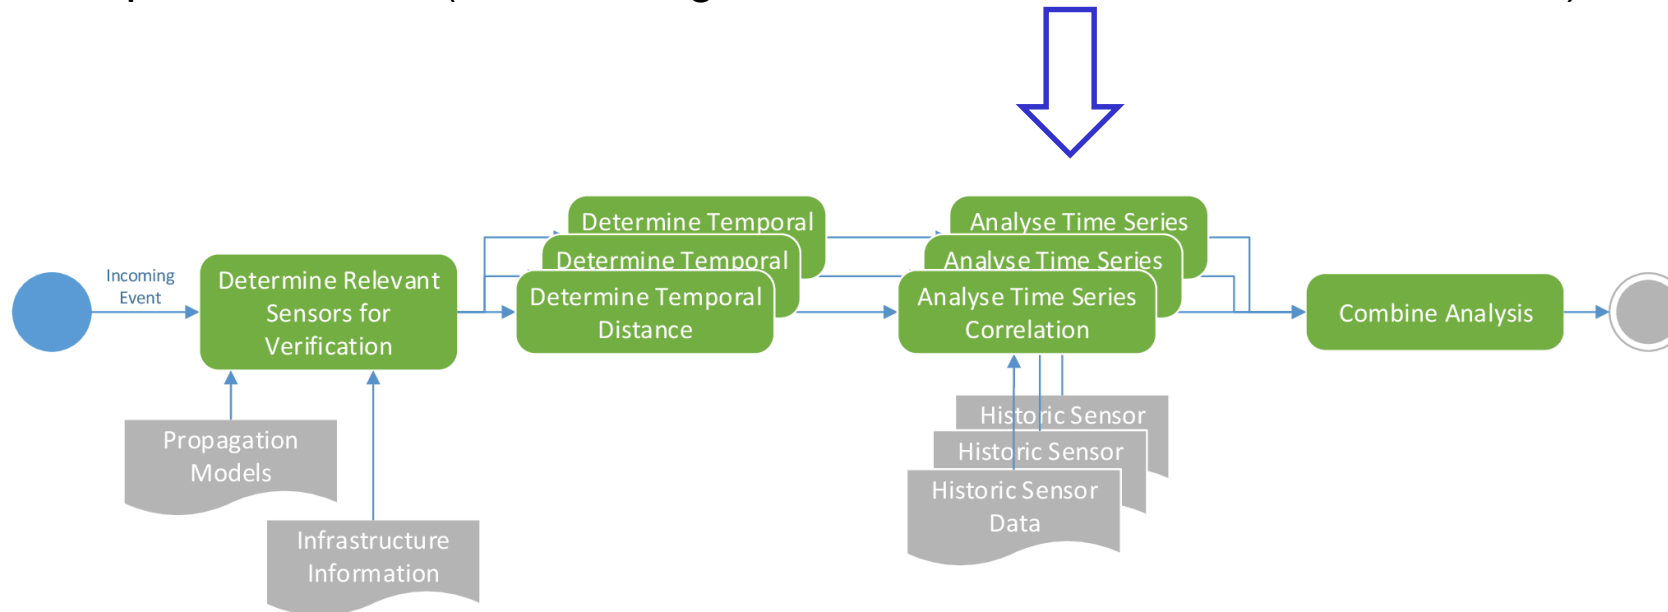 Determine Temporal
Determine Temporal
Determine Temporal
Distance
Analyse Time Series
Analyse Time Series
Analyse Time Series
Correlation
Incoming
Event
Determine Relevant
Sensors for
Verification
Combine Analysis
Propagation
Models
Infrastructure
Information
Historic Sensor
Historic Sensor
Historic Sensor
Data